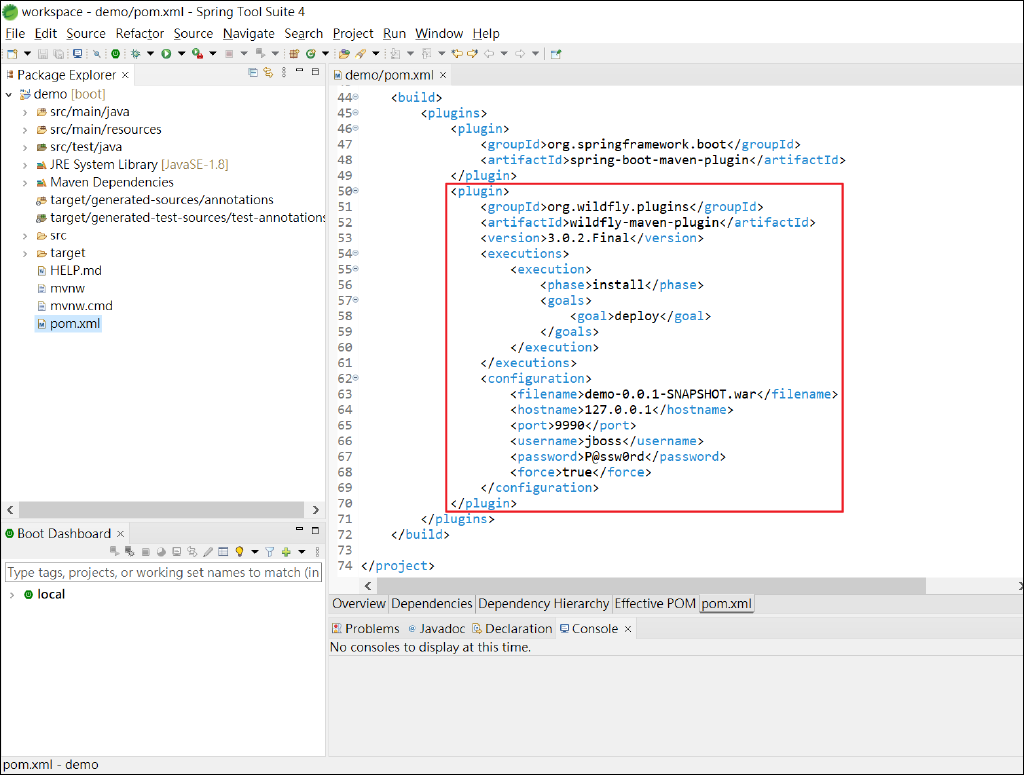 workspace - demo/pom.xml - Spring Tool Suite 4
File Edit Source Refactor Source Navigate Search Project Run Window Help
Package Explorer
demo [boot]
src/main/java
src/main/resources
src/test/java
JRE System Library [JavaSE-1.8]
Maven Dependencies
target/generated-sources/annotations
target/generated-test-sources/test-annotations
src
target
HELP.md
mvnw
mvnw.cmd
pom.xml
demo/pom.xml
44 <build>
45 <plugins>
46 <plugin>
47 <groupId>org.springframework.boot</groupId>
48 <artifactId>spring-boot-maven-plugin</artifactId>
49 </plugin>
50 <plugin>
51 <groupId>org.wildfly.plugins</groupId>
52 <artifactId>wildfly-maven-plugin</artifactId>
53 <version>3.0.2.Final</version>
54 <executions>
55 <execution>
56 <phase>install</phase>
57 <goals>
58 <goal>deploy</goal>
59 </goals>
60 </execution>
61 </executions>
62 <configuration>
63 <filename>demo-0.0.1-SNAPSHOT.war</filename>
64 <hostname>127.0.0.1</hostname>
65 <port>9990</port>
66 <username>jboss</username>
67 <password>P@ssw0rd</password>
68 <force>true</force>
69 </configuration>
70 </plugin>
71 </plugins>
72 </build>
73
74 </project>
Overview Dependencies Dependency Hierarchy Effective POM pom.xml
Boot Dashboard
Type tags, projects, or working set names to match (in
local
Problems @ Javadoc Declaration Console
No consoles to display at this time.
pom.xml - demo